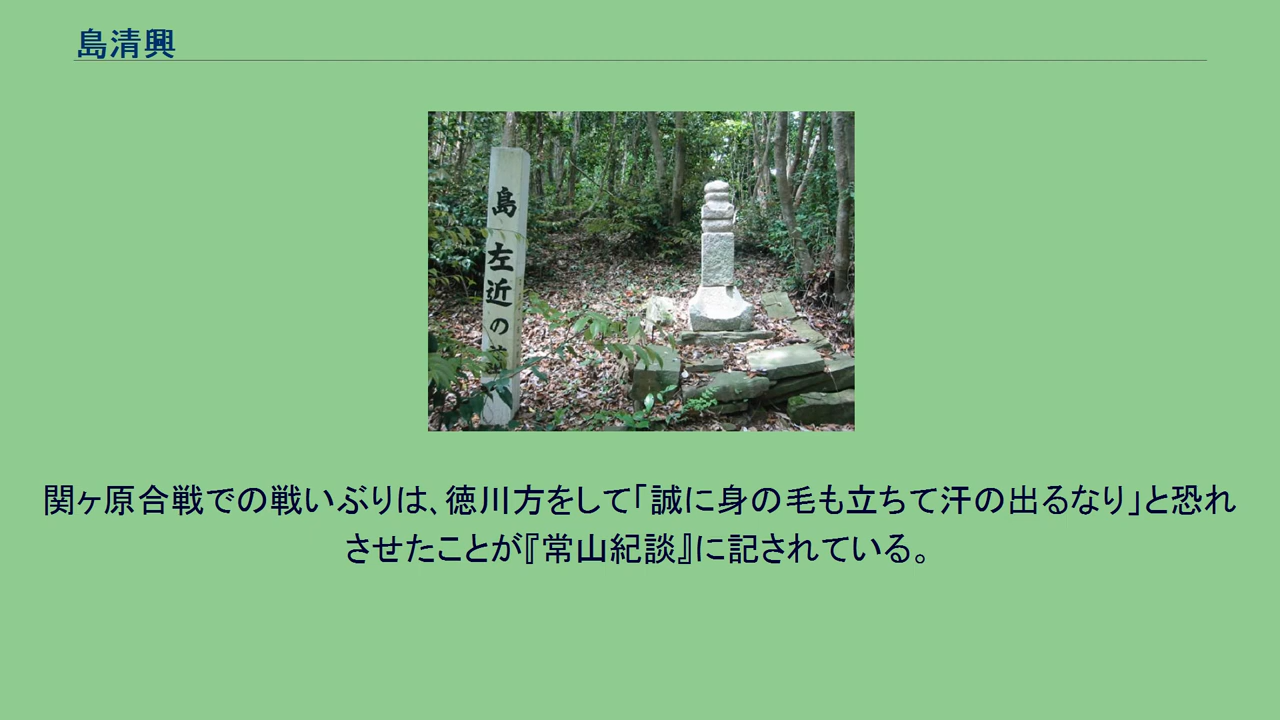 島清興
島左近の墓
関ヶ原合戦での戦いぶりは、徳川方をして「誠に身の毛も立ちて汗の出るなり」と恐れ
させたことが『常山紀談』に記されている。